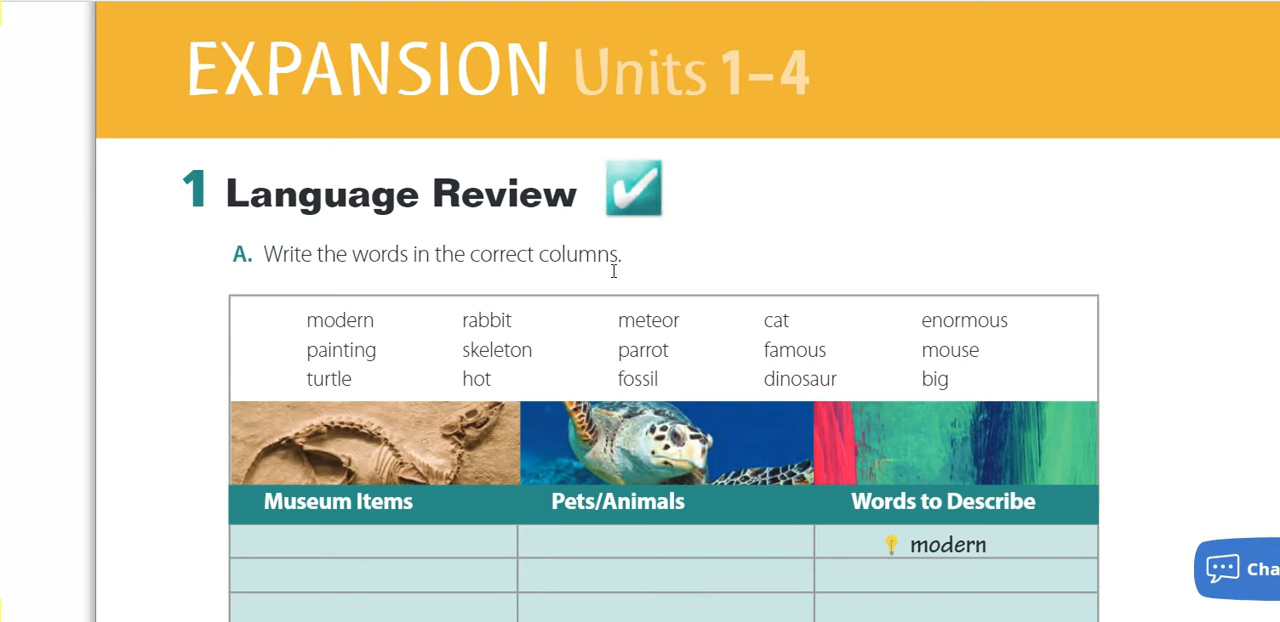 EXPANSION Units 1–4
1 Language Review
A. Write the words in the correct columns.
modern rabbit meteor cat enormous
painting skeleton parrot famous mouse
turtle hot fossil dinosaur big
Museum Items Pets/Animals Words to Describe
modern
Cha